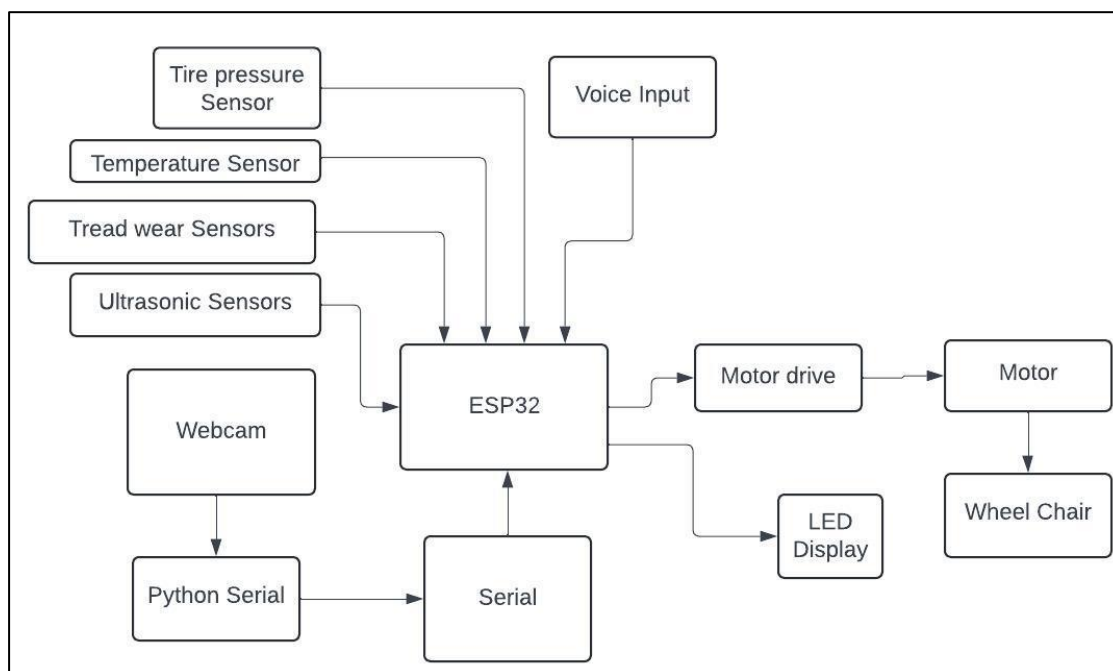 Tire pressure
Sensor
Voice Input
Temperature Sensor
Tread wear Sensors
Ultrasonic Sensors
Webcam
ESP32
Motor drive
Motor
LED
Display
Wheel Chair
Python Serial
Serial